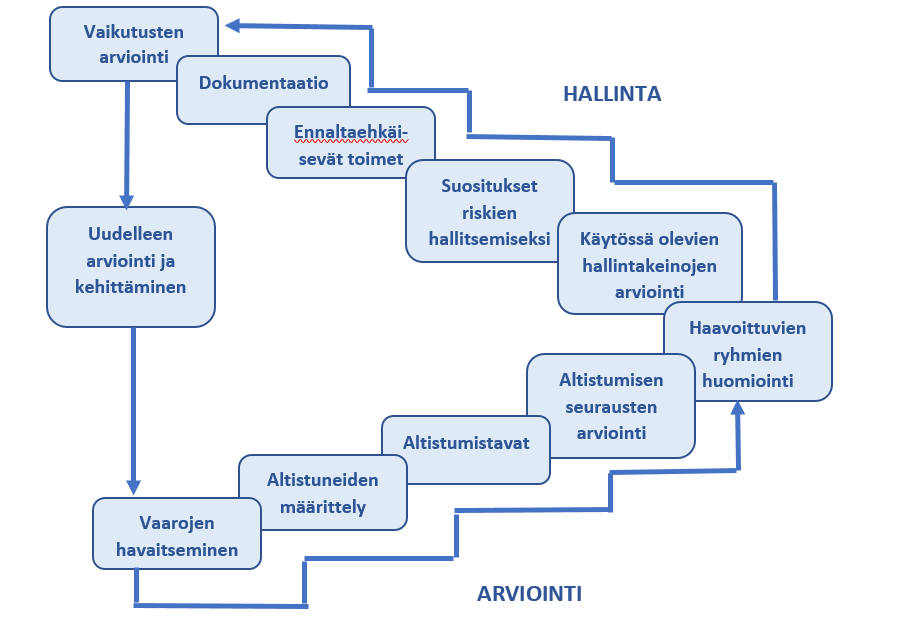 Vaikutusten
arviointi
Dokumentaatio
HALLINTA
Ennaltaehkäi-
sevät toimet
Suositukset
riskien
hallitsemiseksi
Käytössä olevien
hallintakeinojen
arviointi
Uudelleen
arviointi ja
kehittäminen
Haavoittuvien
ryhmien
huomiointi
Altistumisen
seurausten
arviointi
Altistumistavat
Altistuneiden
määrittely
Vaarojen
havaitseminen
ARVIOINTI